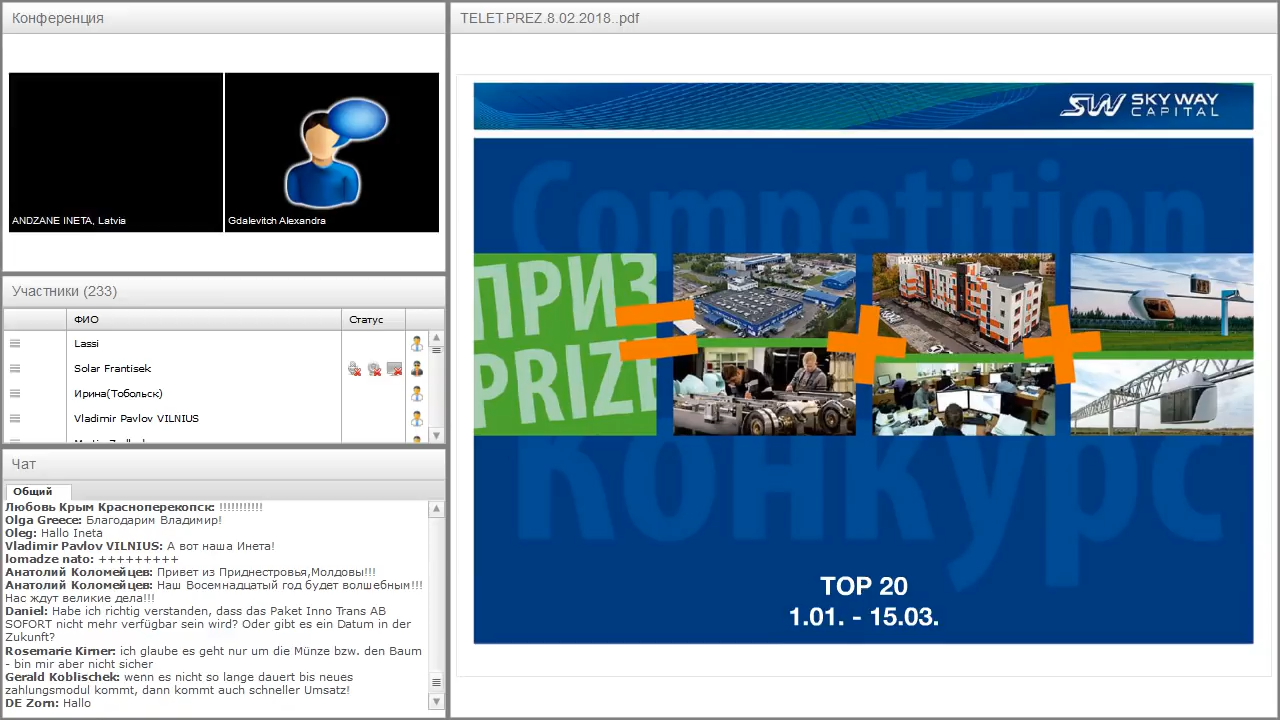 Конференция
ANDZANE INETA, Latvia
Gdalevitch Alexandra
Участники (233)
ФИО
Статус
Lassi
Solar Frantisek
Ирина(Тобольск)
Vladimir Pavlov VILNIUS
Чат
Общий
Любовь Крым Красноперекопск: !!!!!!!!!!!
Olga Greece: Благодарим Владимир!
Oleg: Hallo Ineta
Vladimir Pavlov VILNIUS: А вот наша Инета!
lomadze nato: +++++++++
Анатолий Коломейцев: Привет из Приднестровья,Молдовы!!!
Анатолий Коломейцев: Наш Восемнадцатый год будет волшебным!!!
Нас ждут великие дела!!!
Daniel: Habe ich richtig verstanden, dass das Paket Inno Trans AB
SOFORT nicht mehr verfügbar sein wird? Oder gibt es ein Datum in der
Zukunft?
Rosemarie Kirner: ich glaube es geht nur um die Münze bzw. den Baum
- bin mir aber nicht sicher
Gerald Koblischek: wenn es nicht so lange dauert bis neues
zahlungsmodul kommt, dann kommt auch schneller Umsatz!
DE Zorn: Hallo
TELET.PREZ.8.02.2018..pdf
SW SKY WAY
CAPITAL
Competition
ПРИЗ
PRIZE
Конкурс
TOP 20
1.01. - 15.03.